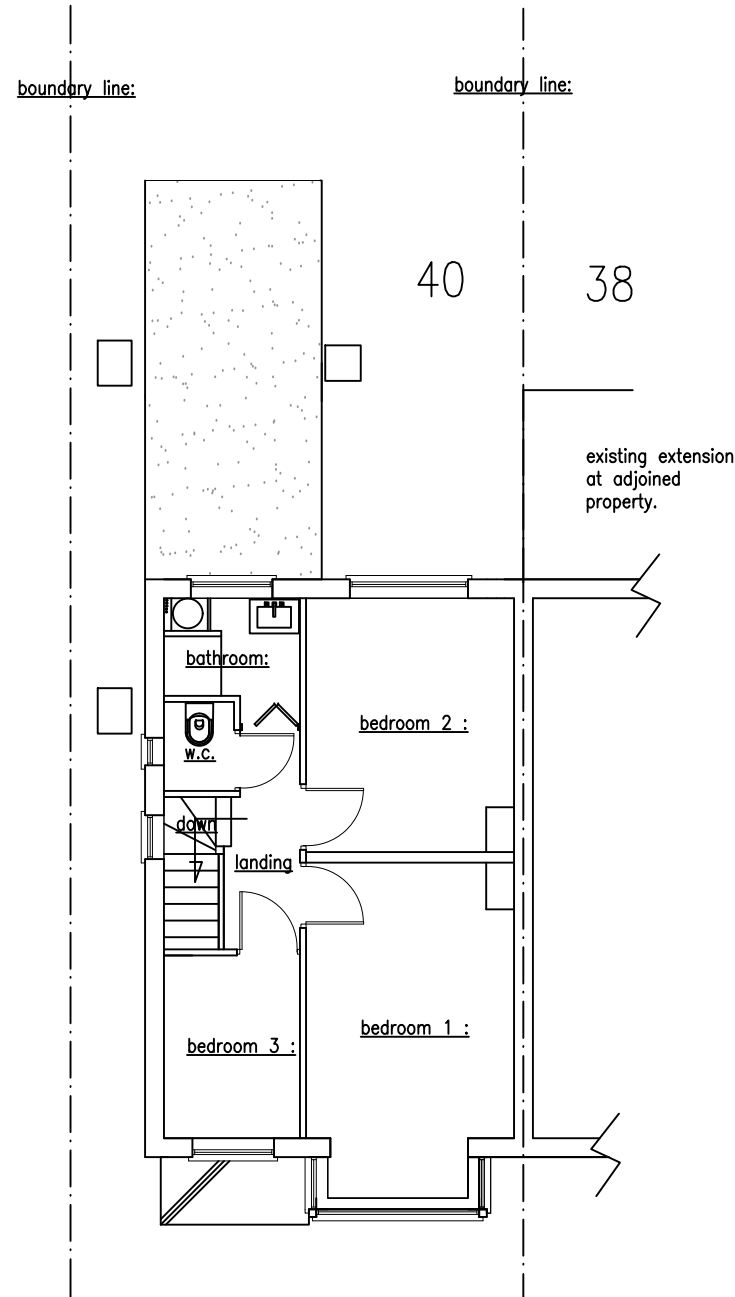 boundary line:
boundary line:
40
38
existing extension
at adjoined
property.
bathroom:
bedroom 2 :
w.c.
down
landing
bedroom 1 :
bedroom 3 :